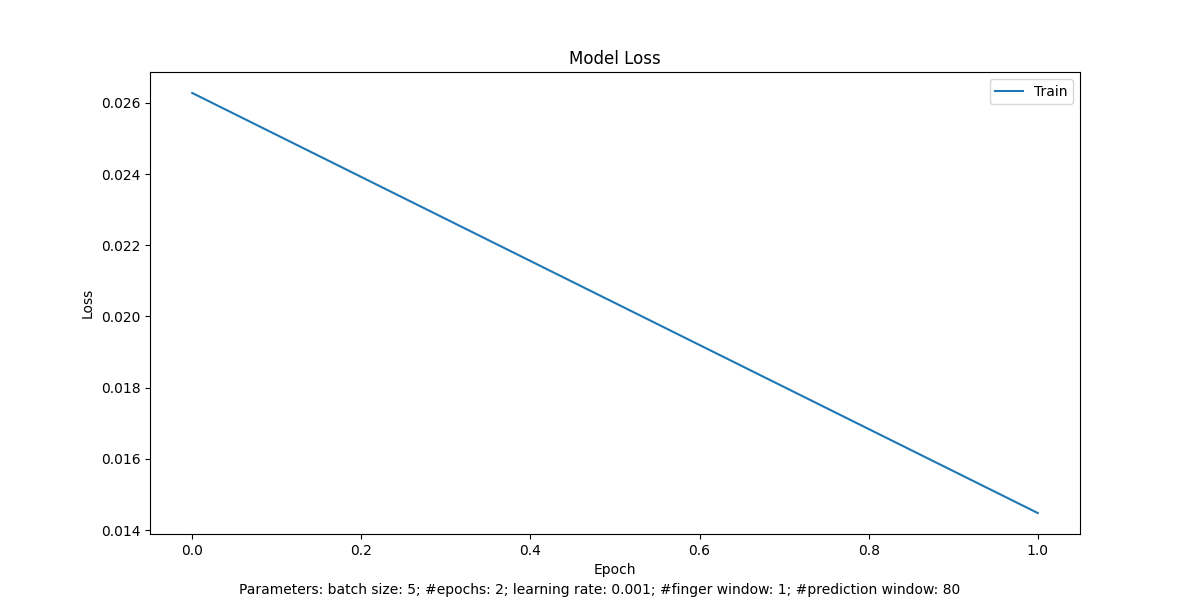 Model Loss
Train
0.026
0.024
0.022
0.020
0.018
0.016
0.014
Loss
0.0 0.2 0.4 0.6 0.8 1.0
Epoch
Parameters: batch size: 5; #epochs: 2; learning rate: 0.001; #finger window: 1; #prediction window: 80